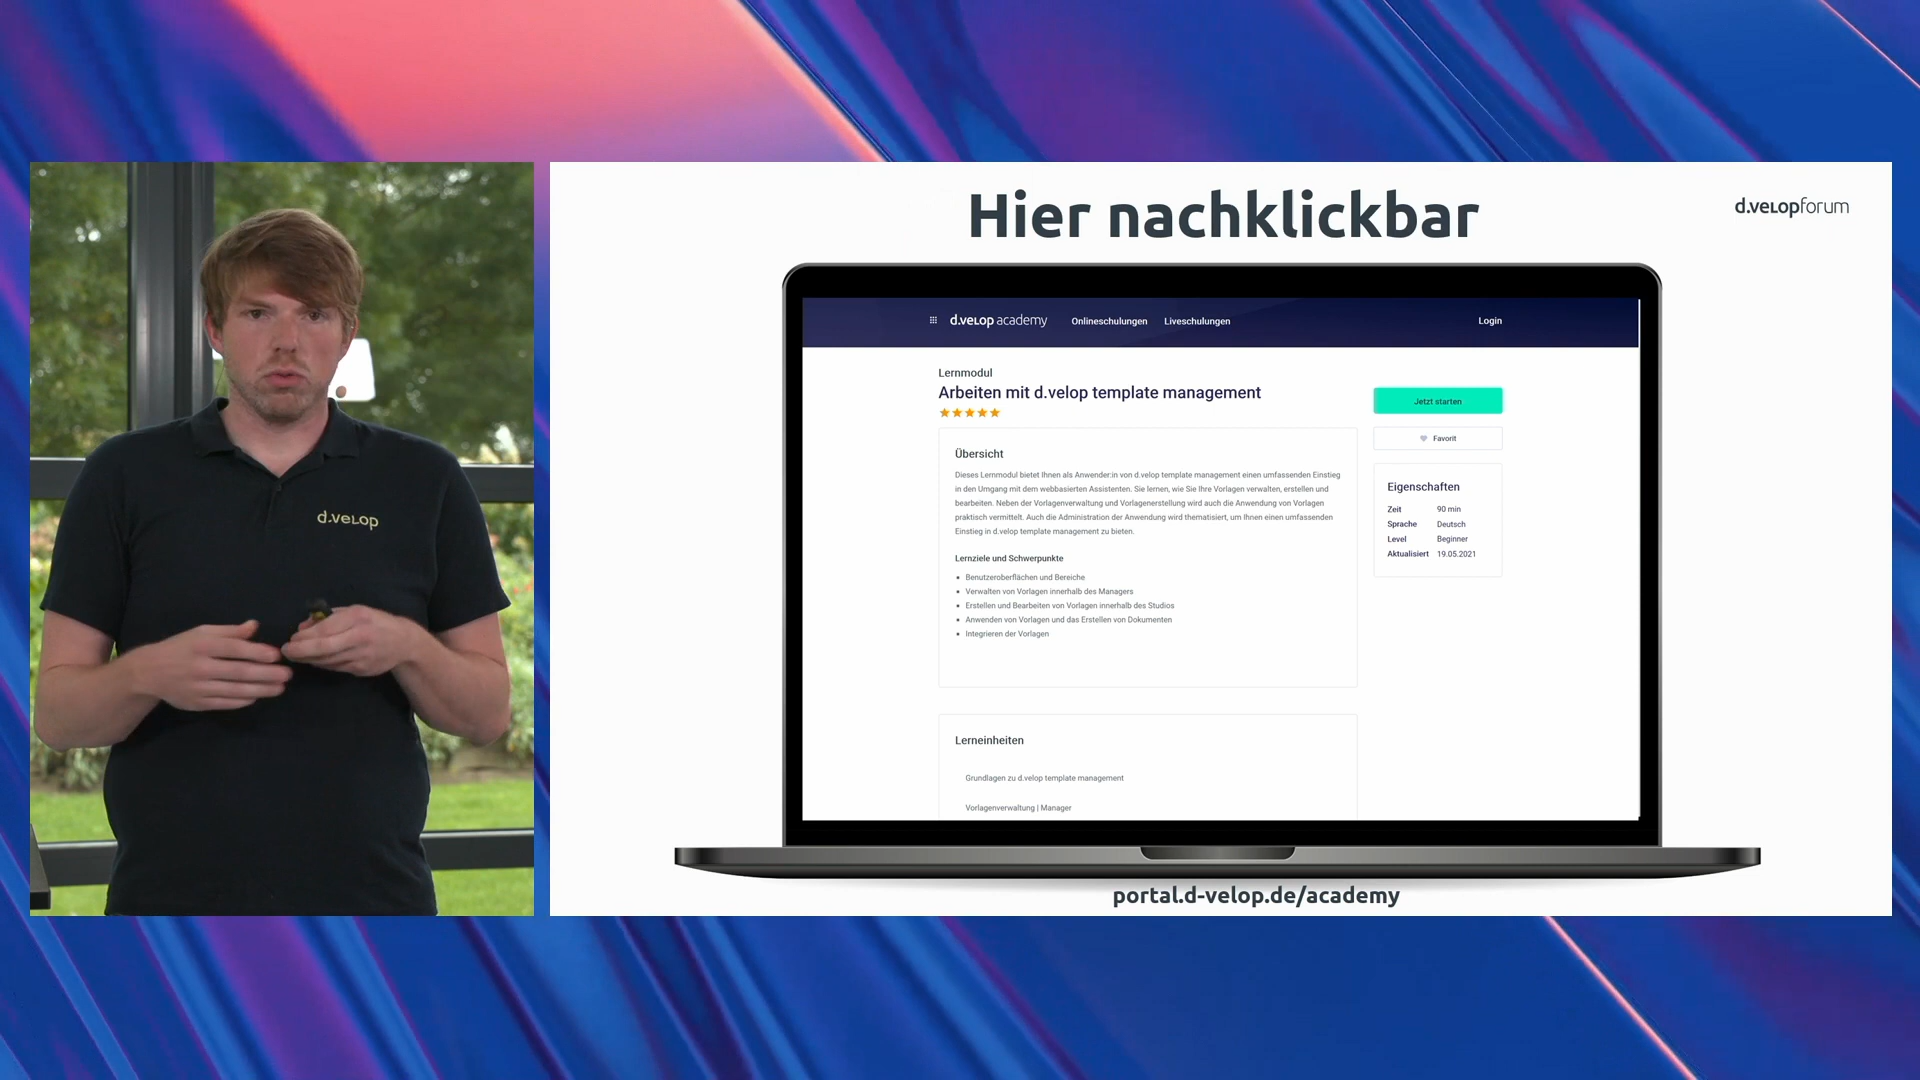 Hier nachklickbar
d.velopforum
d.velop academy
Onlineschulungen
Liveschulungen
Login
Lernmodul
Arbeiten mit d.velop template management
Jetzt starten
Favorit
Übersicht
Dieses Lernmodul bietet Ihnen als Anwender:in von d.velop template management einen umfassenden Einstieg
in den Umgang mit dem webbasierten Assistenten. Sie lernen, wie Sie Ihre Vorlagen verwalten, erstellen und
bearbeiten. Neben der Vorlagenverwaltung und Vorlagenerstellung wird auch die Anwendung von Vorlagen
praktisch vermittelt. Auch die Administration der Anwendung wird thematisiert, um Ihnen einen umfassenden
Einstieg in d.velop template management zu bieten.
Lernziele und Schwerpunkte
Benutzeroberflächen und Bereiche
Verwalten von Vorlagen innerhalb des Managers
Erstellen und Bearbeiten von Vorlagen innerhalb des Studios
Anwenden von Vorlagen und das Erstellen von Dokumenten
Integrieren der Vorlagen
Eigenschaften
Zeit 90 min
Sprache Deutsch
Level Beginner
Aktualisiert 19.05.2021
Lerneinheiten
Grundlagen zu d.velop template management
Vorlagenverwaltung | Manager
portal.d-velop.de/academy
d.velop